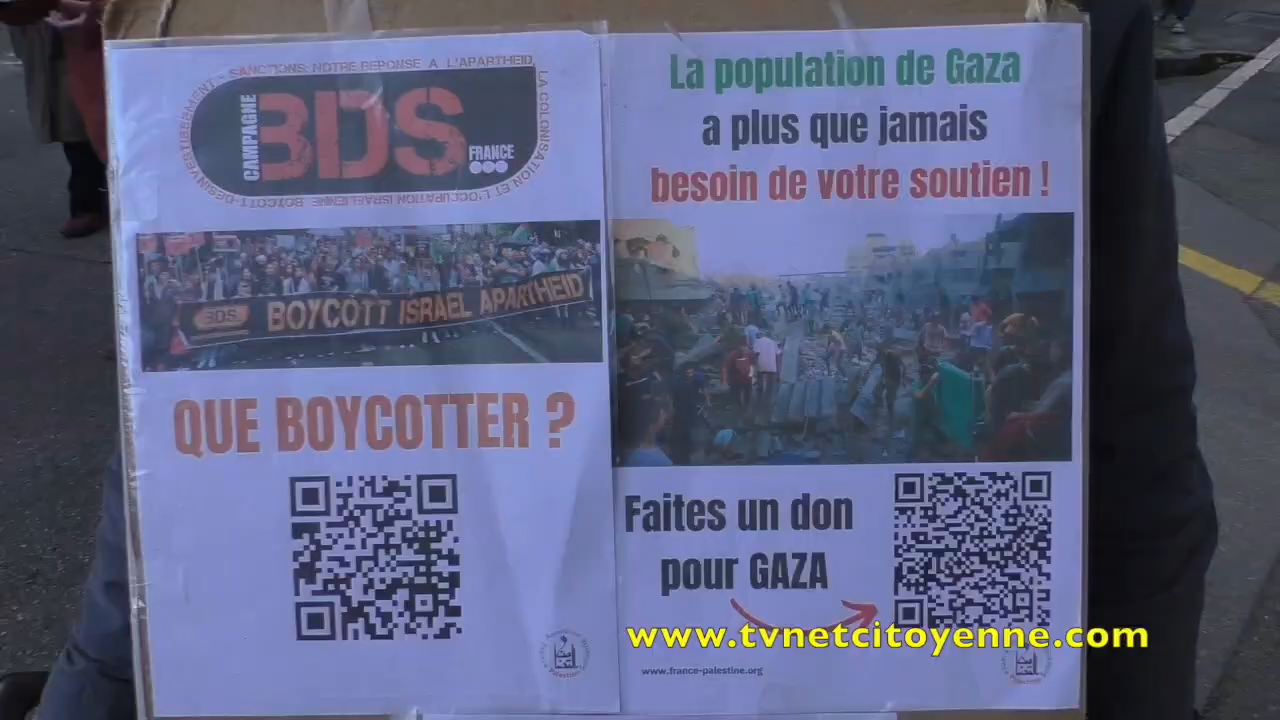 SANCTIONS: NOTRE REPONSE A L'APARTHEID,
LA COLONISATION ET L'OCCUPATION ISRAELIENNE
BOYCOTT-DESINVESTIREMENT -
CAMPAGNE
BDS
FRANCE
BDS
BOYCOTT ISRAEL APARTHEID!
QUE BOYCOTTER ?
La population de Gaza
a plus que jamais
besoin de votre soutien !
Faites un don
pour GAZA
www.france-palestine.org
www.tvnetcitoyenne.com